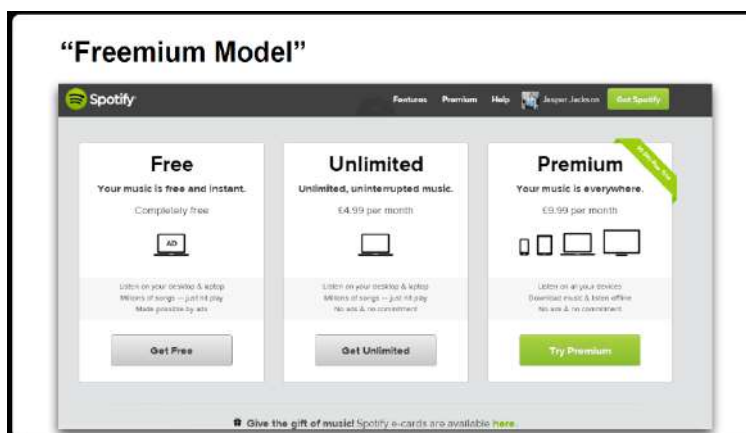 “Freemium Model”
Spotify
Features Premium Help Jesper Jackson Get Spotify
Free
Your music is free and instant.
Completely free
AD
Listen on your desktop & laptop
Millions of songs — just hit play
Made possible by ads
Get Free
Unlimited
Unlimited, uninterrupted music.
£4.99 per month
Listen on your desktop & laptop
Millions of songs — just hit play
No ads & no commitment
Get Unlimited
Premium
Your music is everywhere.
£9.99 per month
Listen on all your devices
Download music & listen offline
No ads & no commitment
Try Premium
Give the gift of music! Spotify e-cards are available here.